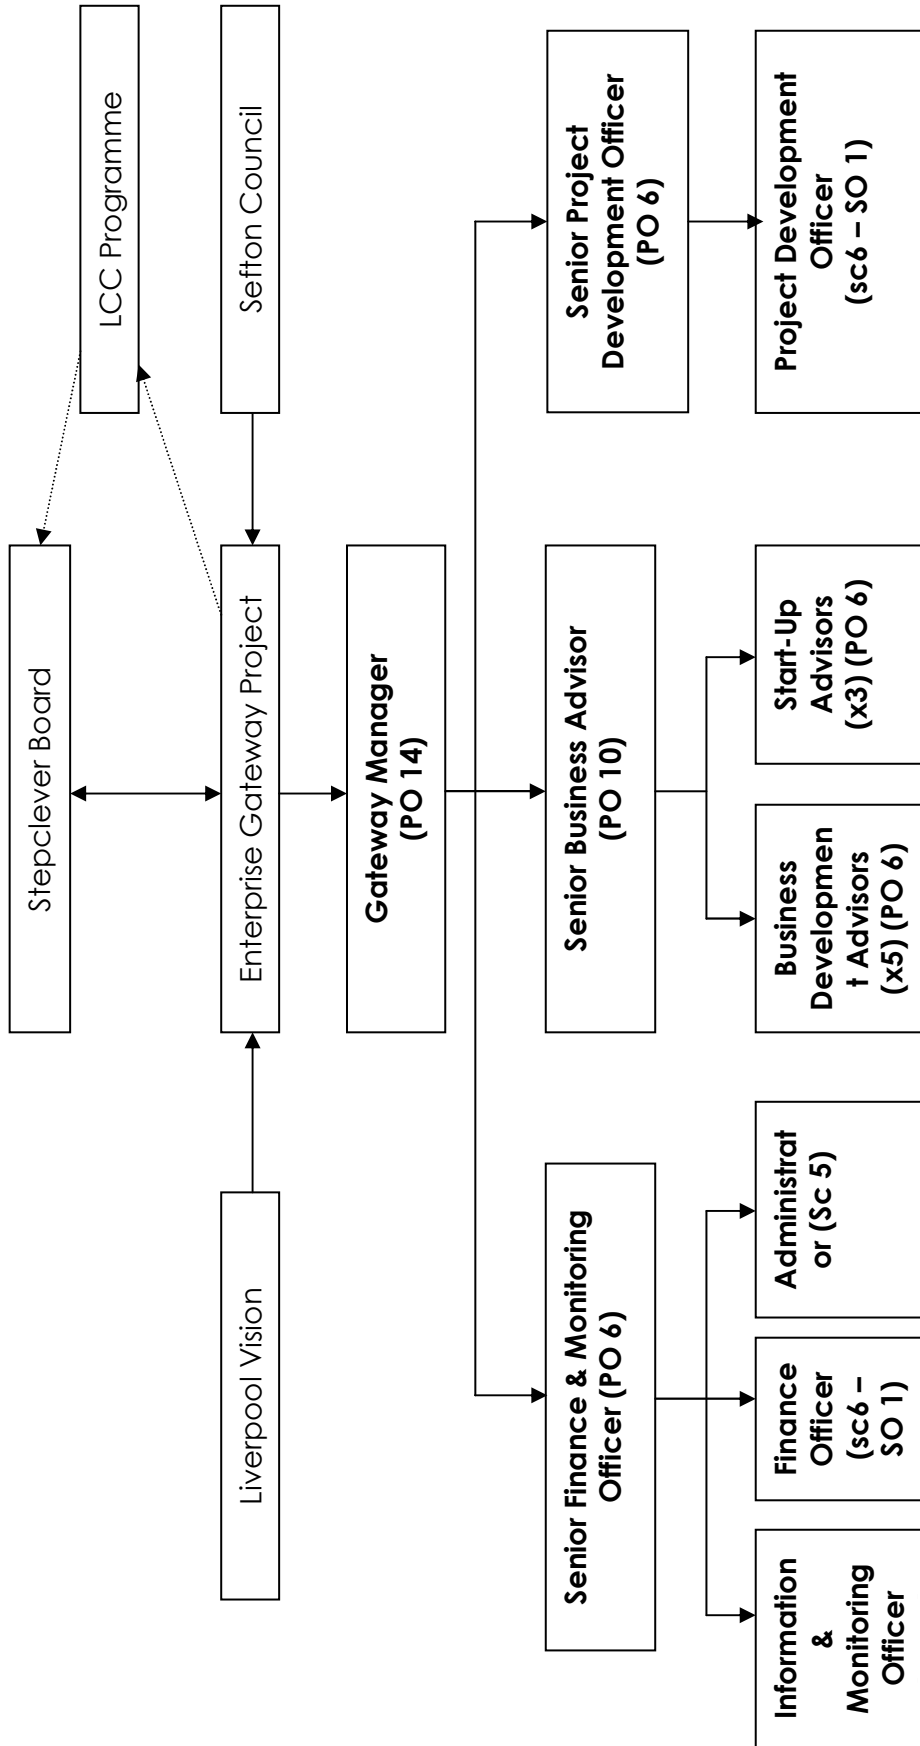 Stepclever Board
LCC Programme
Liverpool Vision
Enterprise Gateway Project
Sefton Council
Gateway Manager
(PO 14)
Senior Finance & Monitoring
Officer (PO 6)
Senior Business Advisor
(PO 10)
Senior Project
Development Officer
(PO 6)
Information
&
Monitoring
Officer
Finance
Officer
(sc6 –
SO 1)
Administrat
or (Sc 5)
Business
Developmen
t Advisors
(x5) (PO 6)
Start-Up
Advisors
(x3) (PO 6)
Project Development
Officer
(sc6 – SO 1)